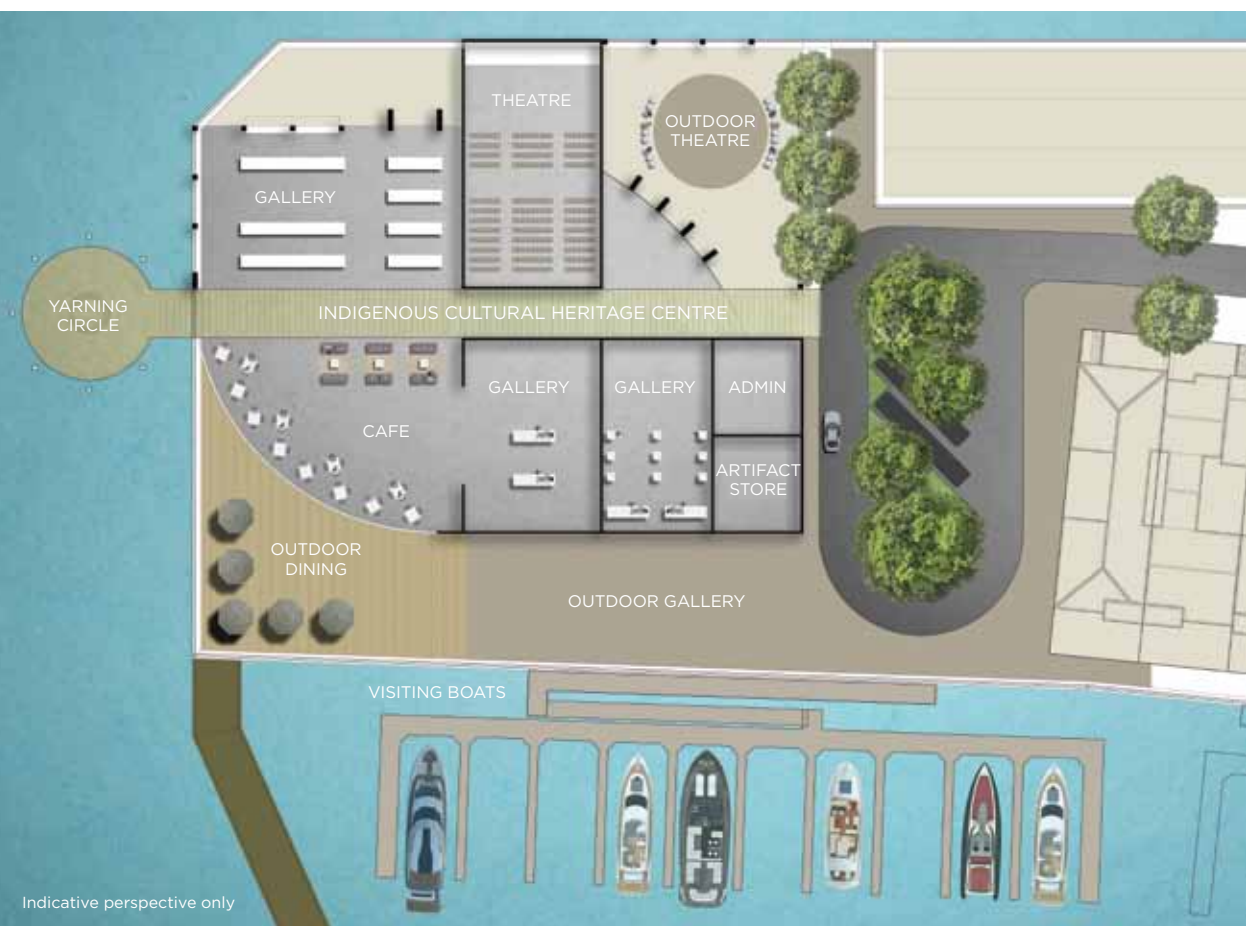 THEATRE
OUTDOOR
THEATRE
GALLERY
YARNING
CIRCLE
INDIGENOUS CULTURAL HERITAGE CENTRE
GALLERY
GALLERY
ADMIN
CAFE
ARTIFACT
STORE
OUTDOOR
DINING
OUTDOOR GALLERY
VISITING BOATS
Indicative perspective only